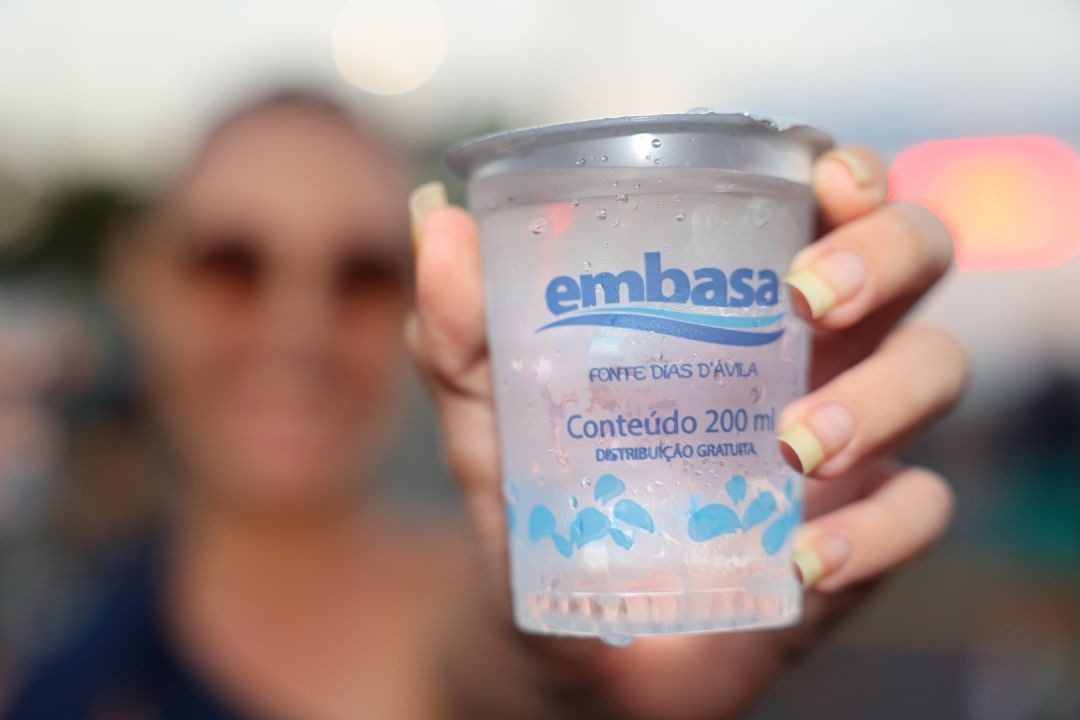 embasa
FONTE DIAS D'ÁVILA
Conteúdo 200 ml
DISTRIBUIÇÃO GRATUITA